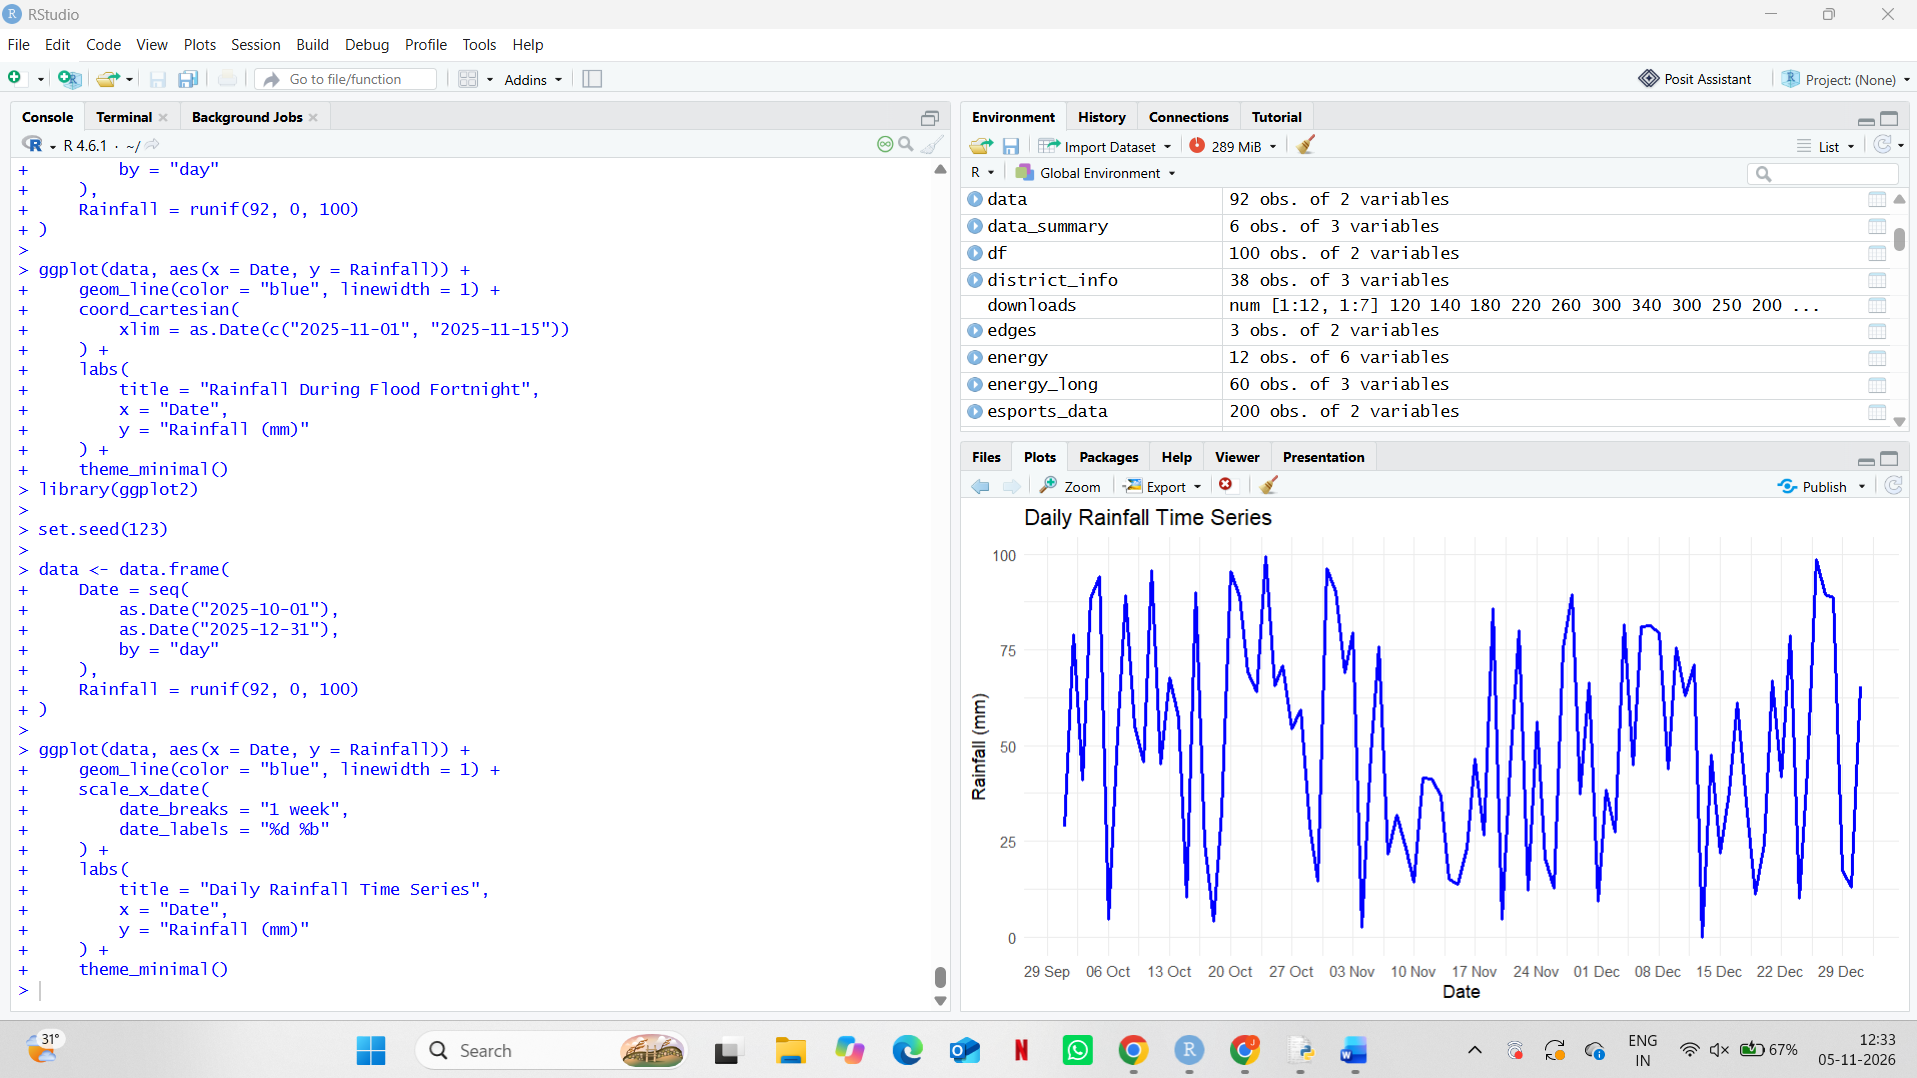 RStudio
File Edit Code View Plots Session Build Debug Profile Tools Help
Go to file/function Addins Posit Assistant Project: (None)
Console Terminal Background Jobs
R 4.6.1 · ~/
+         by = "day"
+     ),
+     Rainfall = runif(92, 0, 100)
+ )
>
> ggplot(data, aes(x = Date, y = Rainfall)) +
+     geom_line(color = "blue", linewidth = 1) +
+     coord_cartesian(
+         xlim = as.Date(c("2025-11-01", "2025-11-15"))
+     ) +
+     labs(
+         title = "Rainfall During Flood Fortnight",
+         x = "Date",
+         y = "Rainfall (mm)"
+     ) +
+     theme_minimal()
> library(ggplot2)
>
> set.seed(123)
>
> data <- data.frame(
+     Date = seq(
+         as.Date("2025-10-01"),
+         as.Date("2025-12-31"),
+         by = "day"
+     ),
+     Rainfall = runif(92, 0, 100)
+ )
>
> ggplot(data, aes(x = Date, y = Rainfall)) +
+     geom_line(color = "blue", linewidth = 1) +
+     scale_x_date(
+         date_breaks = "1 week",
+         date_labels = "%d %b"
+     ) +
+     labs(
+         title = "Daily Rainfall Time Series",
+         x = "Date",
+         y = "Rainfall (mm)"
+     ) +
+     theme_minimal()
>
Environment History Connections Tutorial
Import Dataset 289 MiB List
R Global Environment
data 92 obs. of 2 variables
data_summary 6 obs. of 3 variables
df 100 obs. of 2 variables
district_info 38 obs. of 3 variables
downloads num [1:12, 1:7] 120 140 180 220 260 300 340 300 250 200 ...
edges 3 obs. of 2 variables
energy 12 obs. of 6 variables
energy_long 60 obs. of 3 variables
esports_data 200 obs. of 2 variables
Files Plots Packages Help Viewer Presentation
Zoom Export Publish
Daily Rainfall Time Series
100
75
50
25
0
Rainfall (mm)
29 Sep 06 Oct 13 Oct 20 Oct 27 Oct 03 Nov 10 Nov 17 Nov 24 Nov 01 Dec 08 Dec 15 Dec 22 Dec 29 Dec
Date
31°
Search
ENG
IN
67%
12:33
05-11-2026